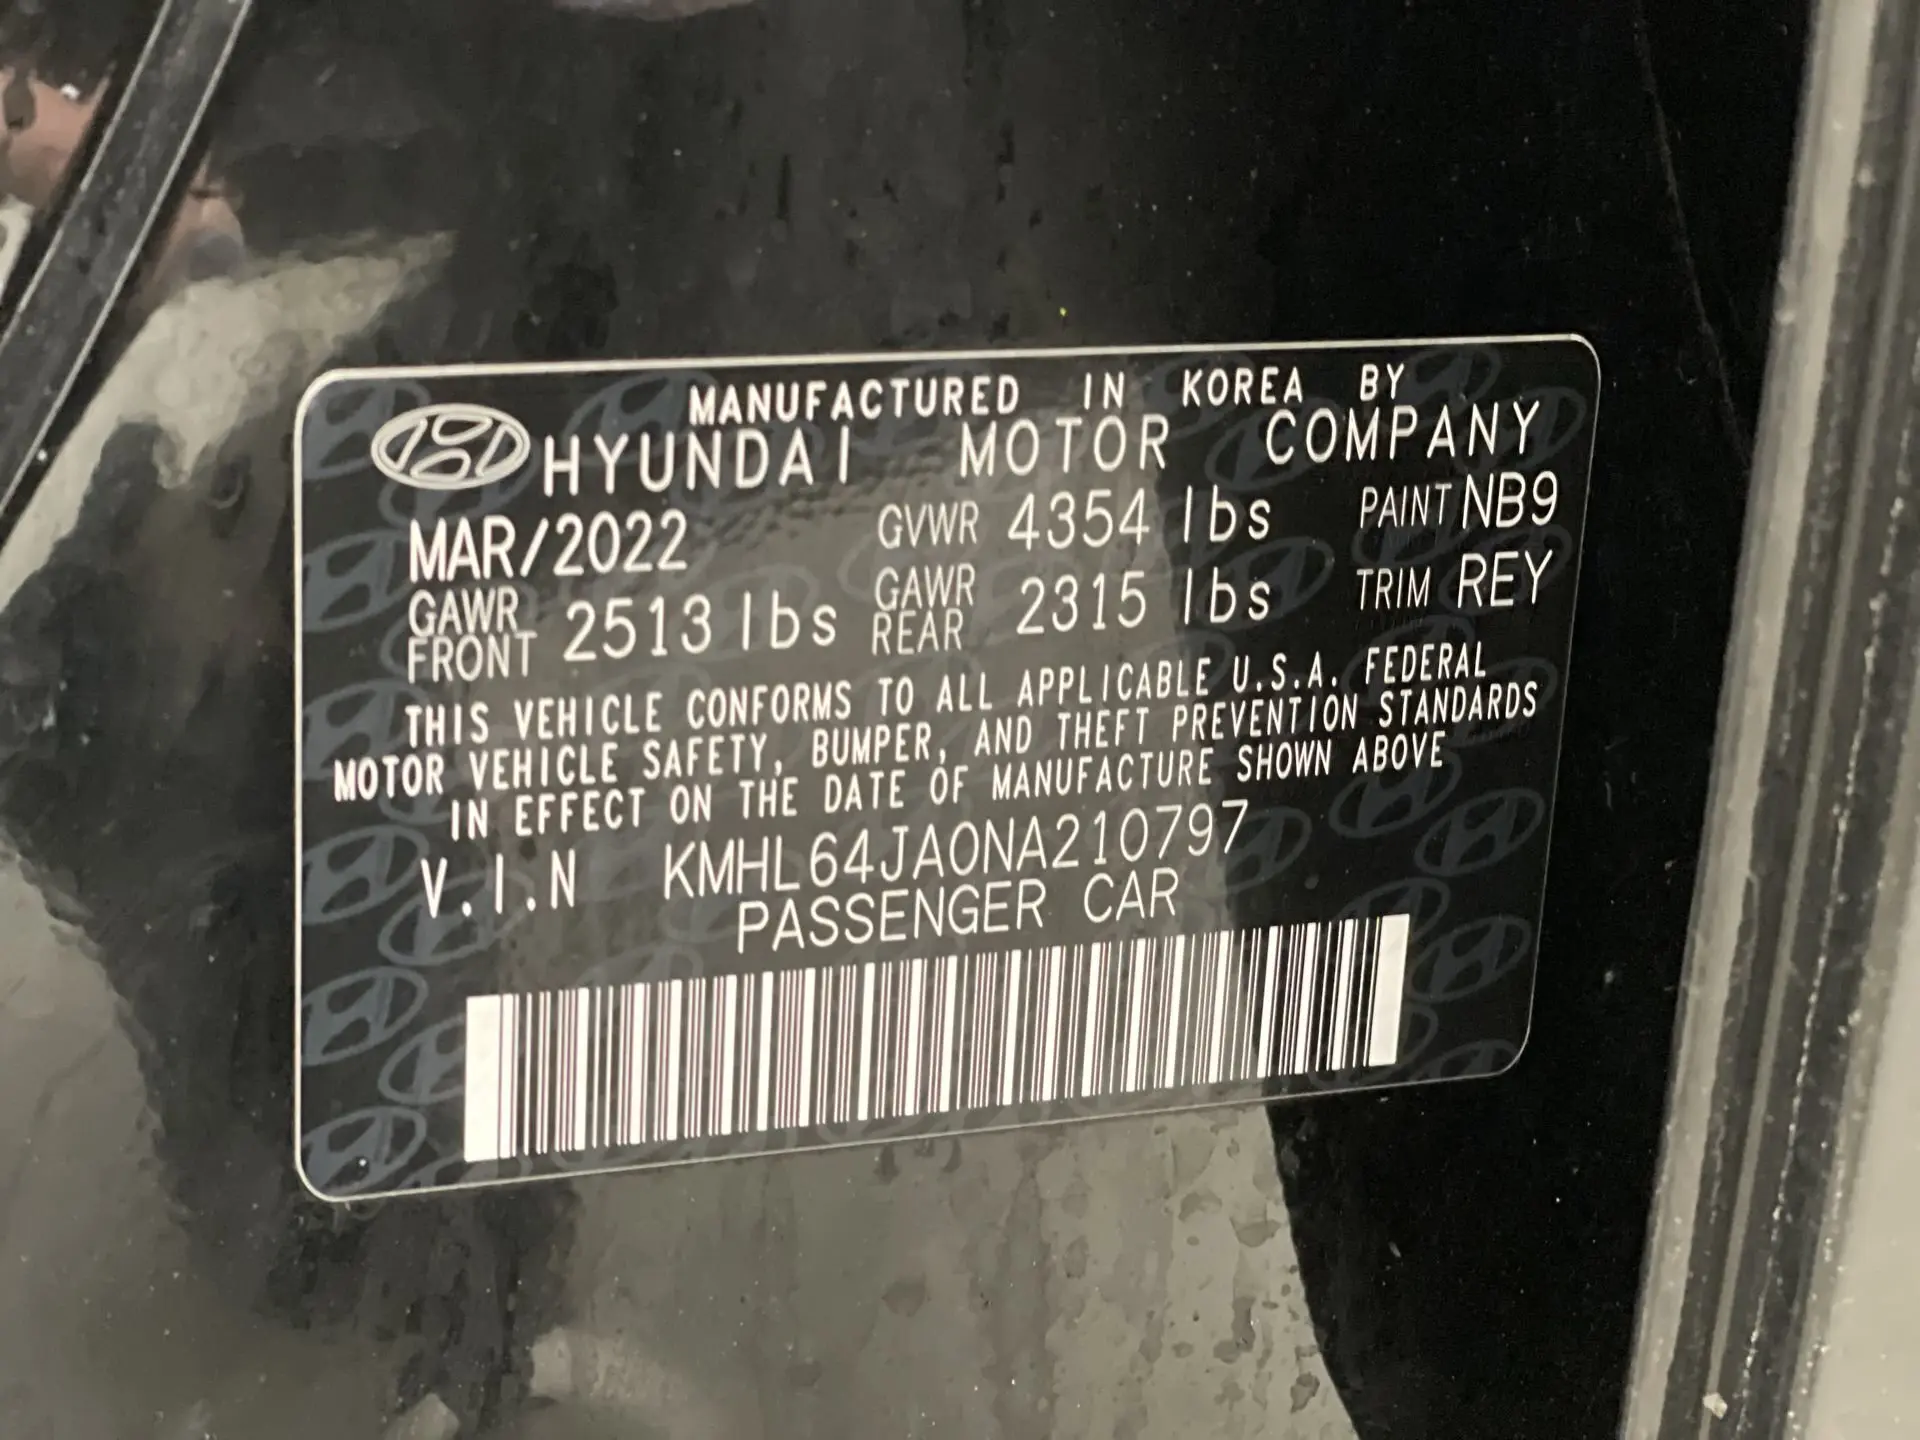 MANUFACTURED IN KOREA BY
HYUNDAI MOTOR COMPANY
MAR/2022 GVWR 4354 lbs PAINT NB9
GAWR FRONT 2513 lbs GAWR REAR 2315 lbs TRIM REY
THIS VEHICLE CONFORMS TO ALL APPLICABLE U.S.A. FEDERAL
MOTOR VEHICLE SAFETY, BUMPER, AND THEFT PREVENTION STANDARDS
IN EFFECT ON THE DATE OF MANUFACTURE SHOWN ABOVE
V.I.N KMHL64JA0NA210797
PASSENGER CAR